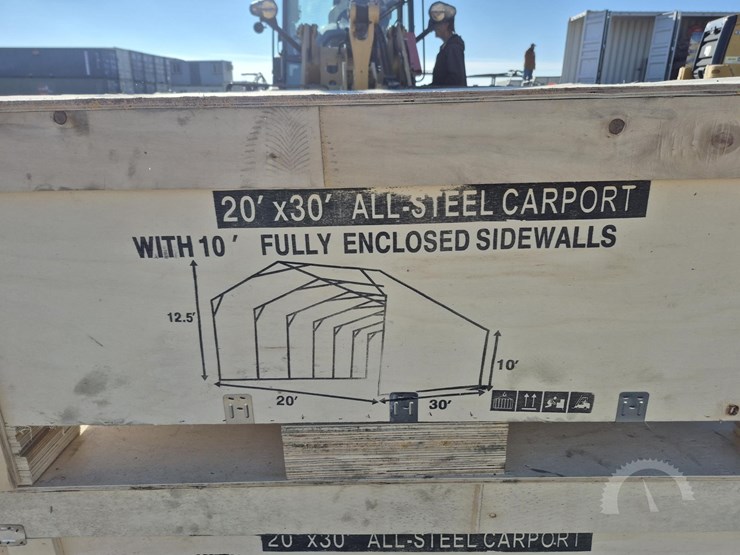 20' x30' ALL-STEEL CARPORT
WITH 10' FULLY ENCLOSED SIDEWALLS
12.5'
10'
20'
30'
20 X30' ALL-STEEL CARPORT